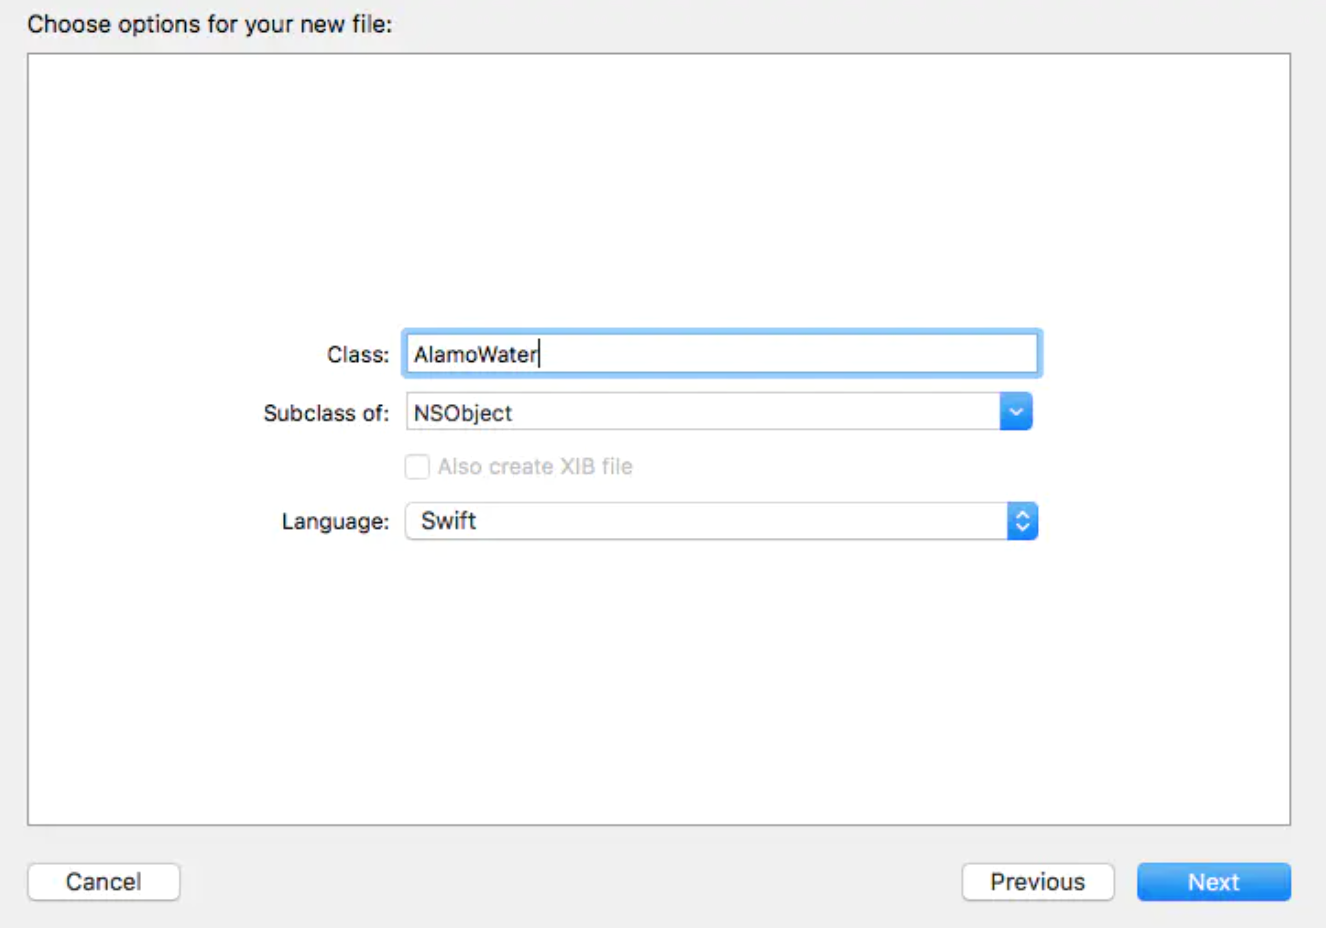 Choose options for your new file:
Class: AlamoWater
Subclass of: NSObject
Also create XIB file
Language: Swift
Cancel Previous Next